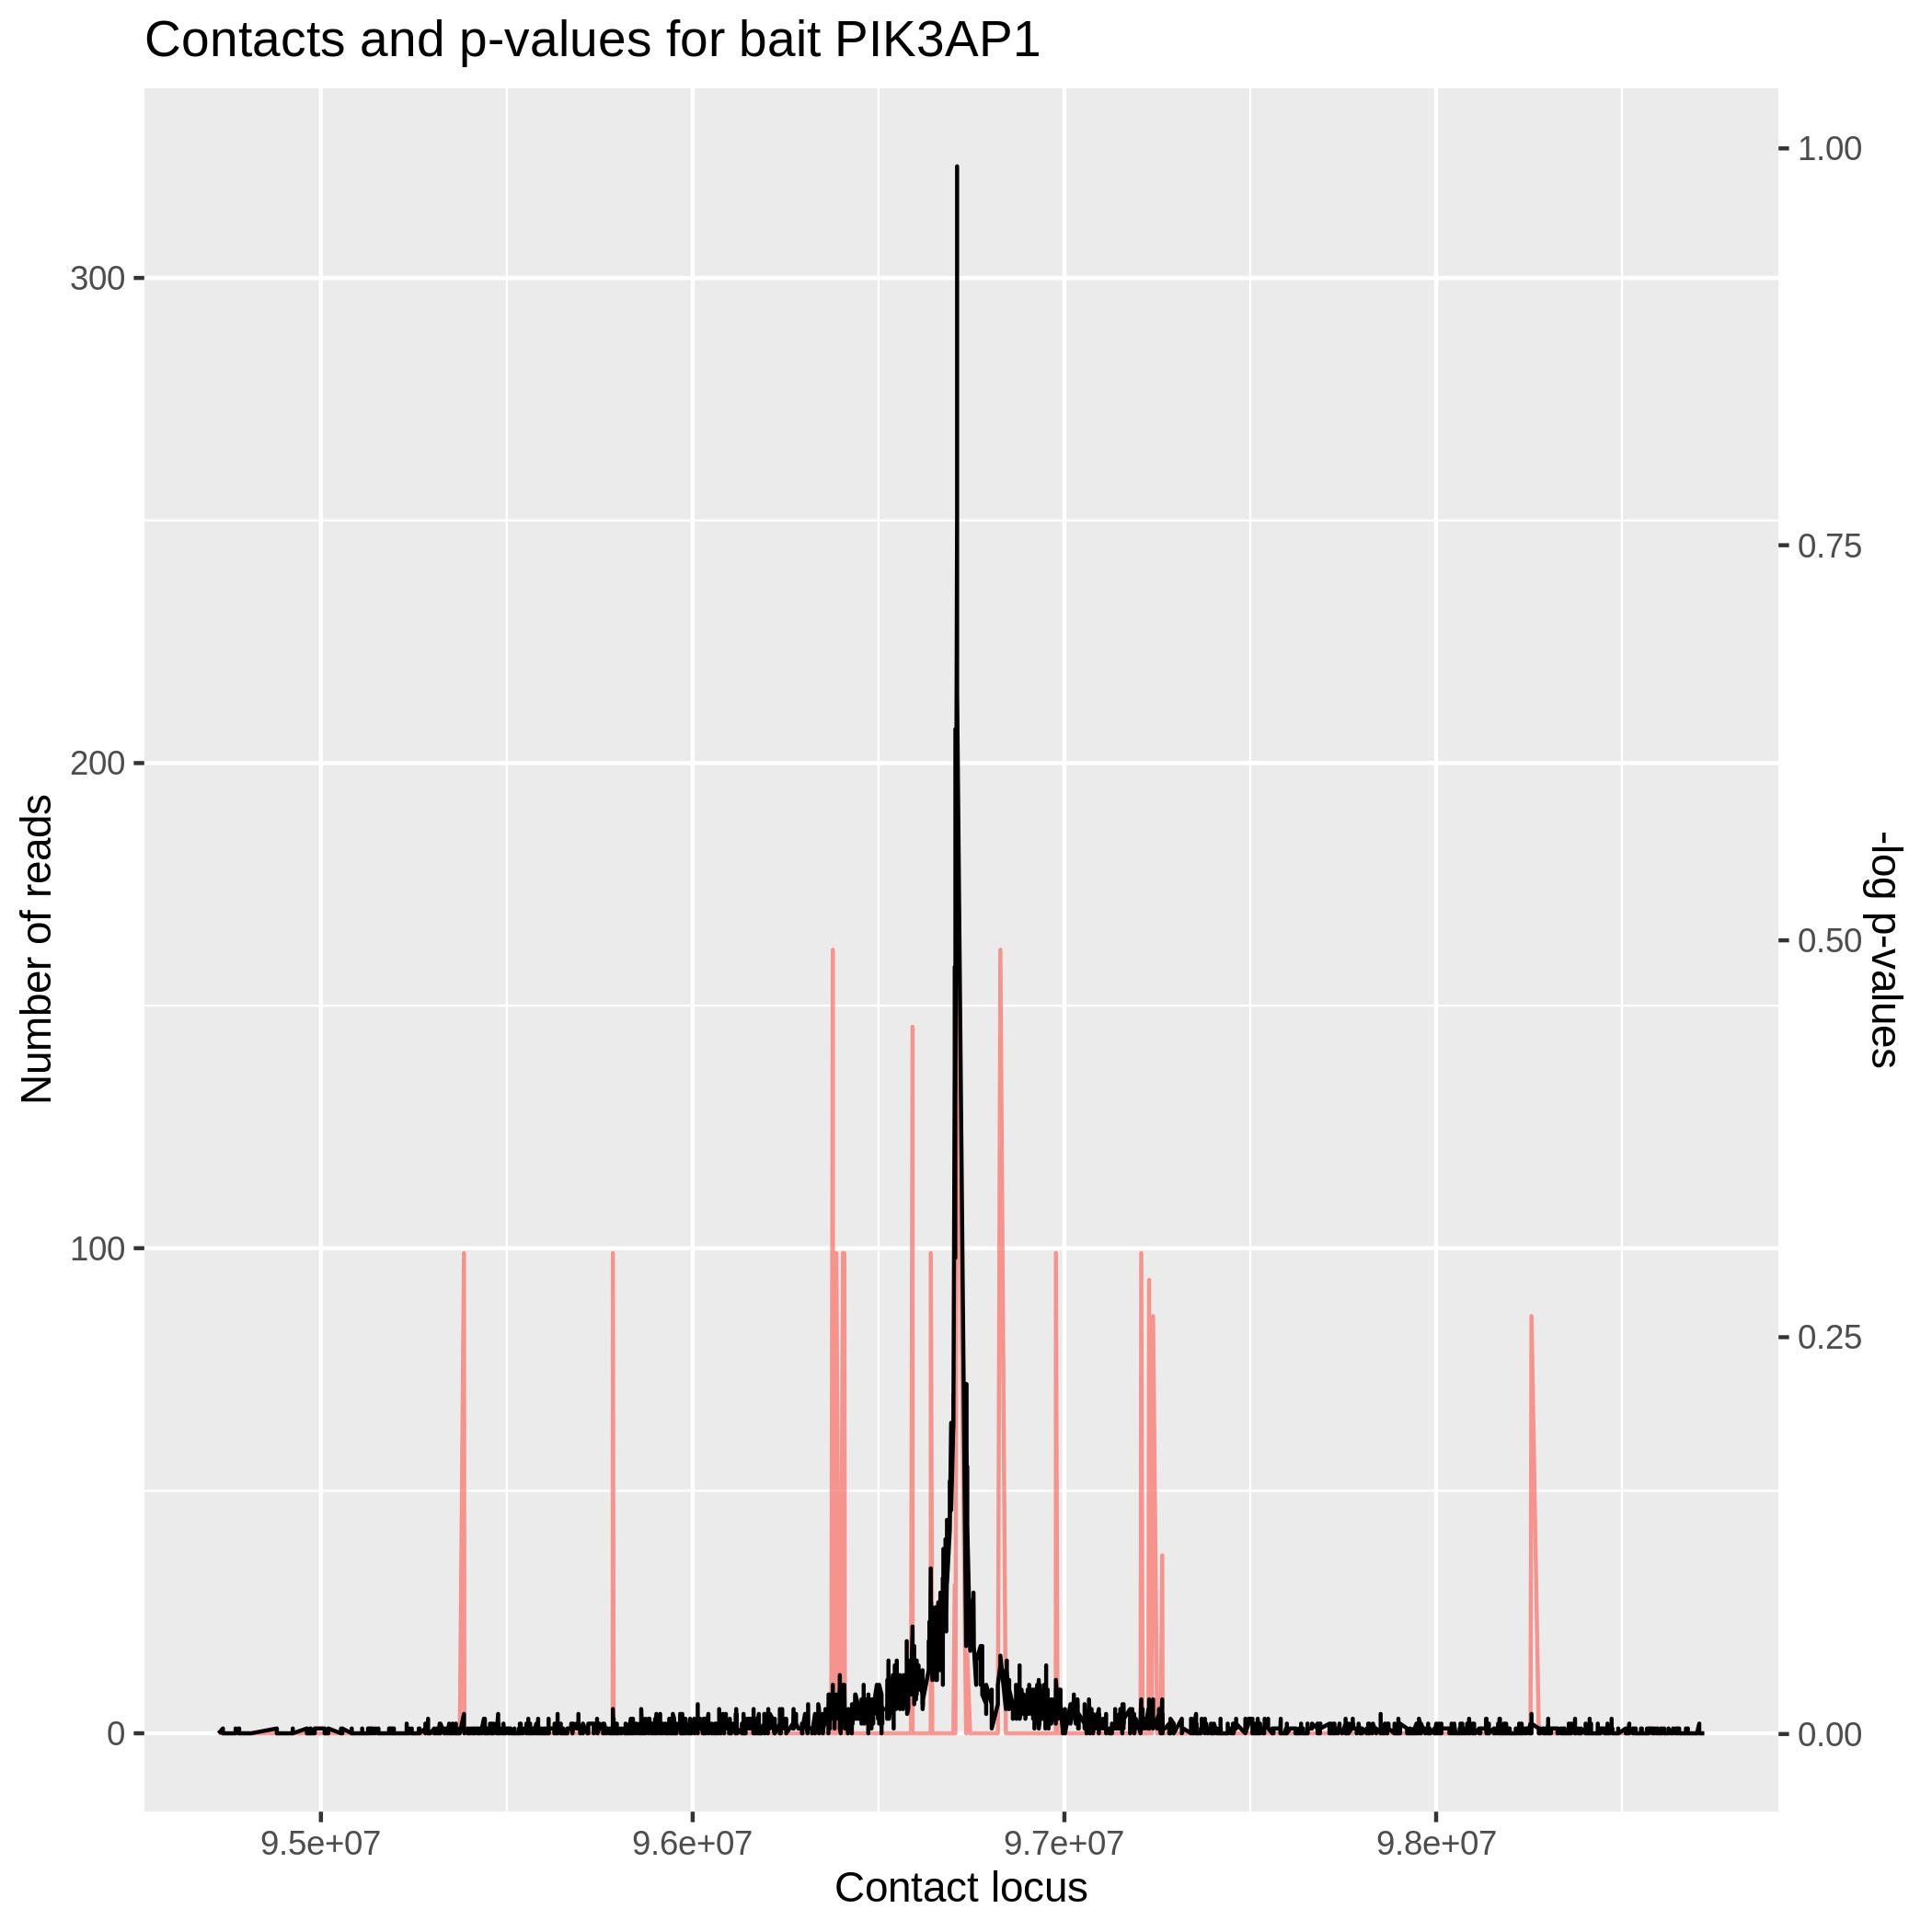 Contacts and p-values for bait PIK3AP1
1.00
300
0.75
200
0.50
100
0.25
0
0.00
Number of reads
-log p-values
9.5e+07 9.6e+07 9.7e+07 9.8e+07
Contact locus